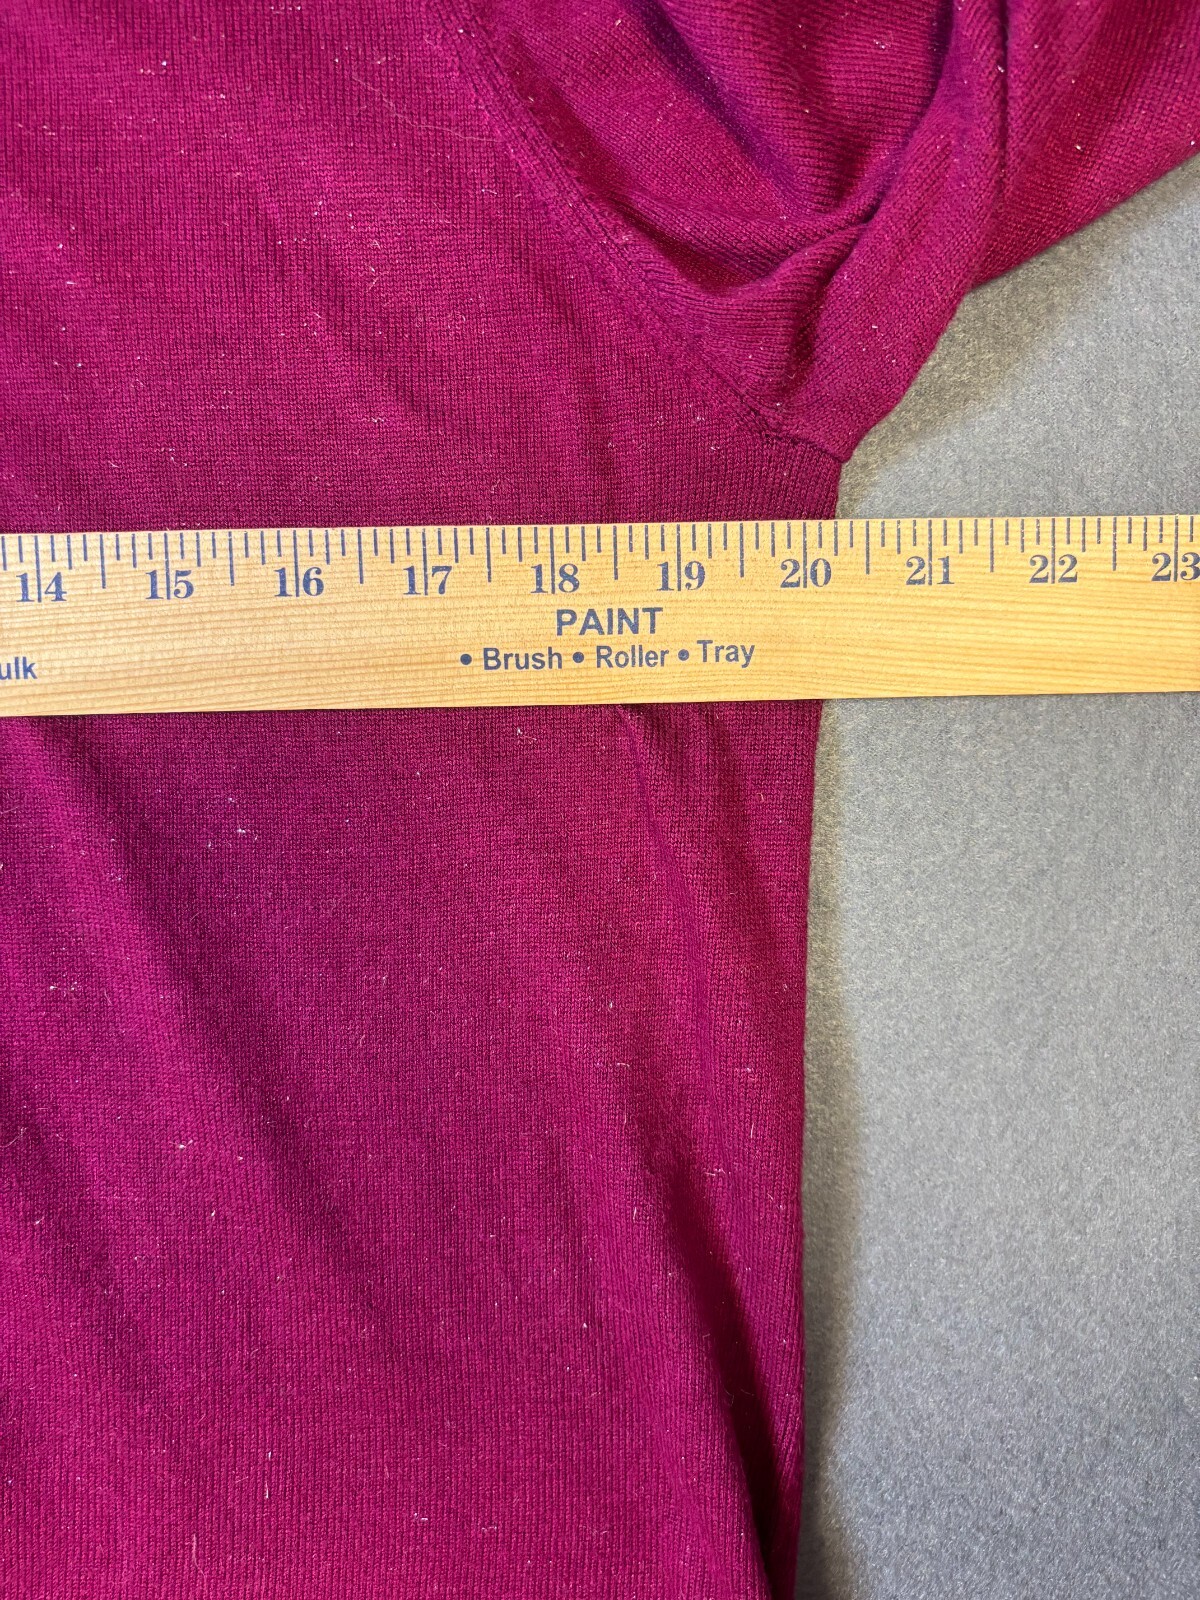 14 15 16 17 18 19 20 21 22 23
PAINT
ulk • Brush • Roller • Tray